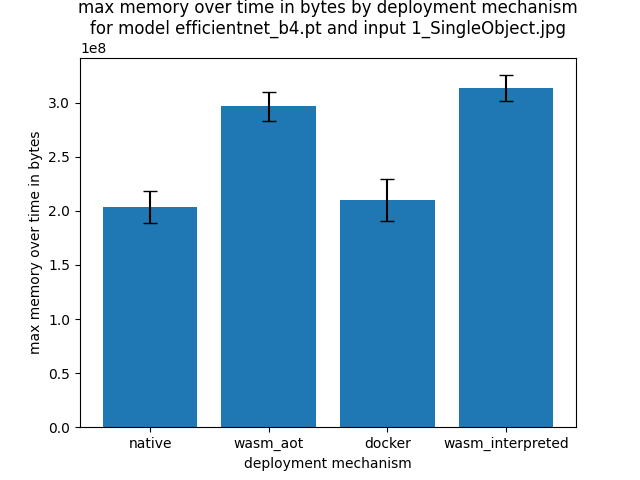 max memory over time in bytes by deployment mechanism
for model efficientnet_b4.pt and input 1_SingleObject.jpg
1e8
3.0
2.5
2.0
1.5
1.0
0.5
0.0
max memory over time in bytes
native
wasm_aot
docker
wasm_interpreted
deployment mechanism